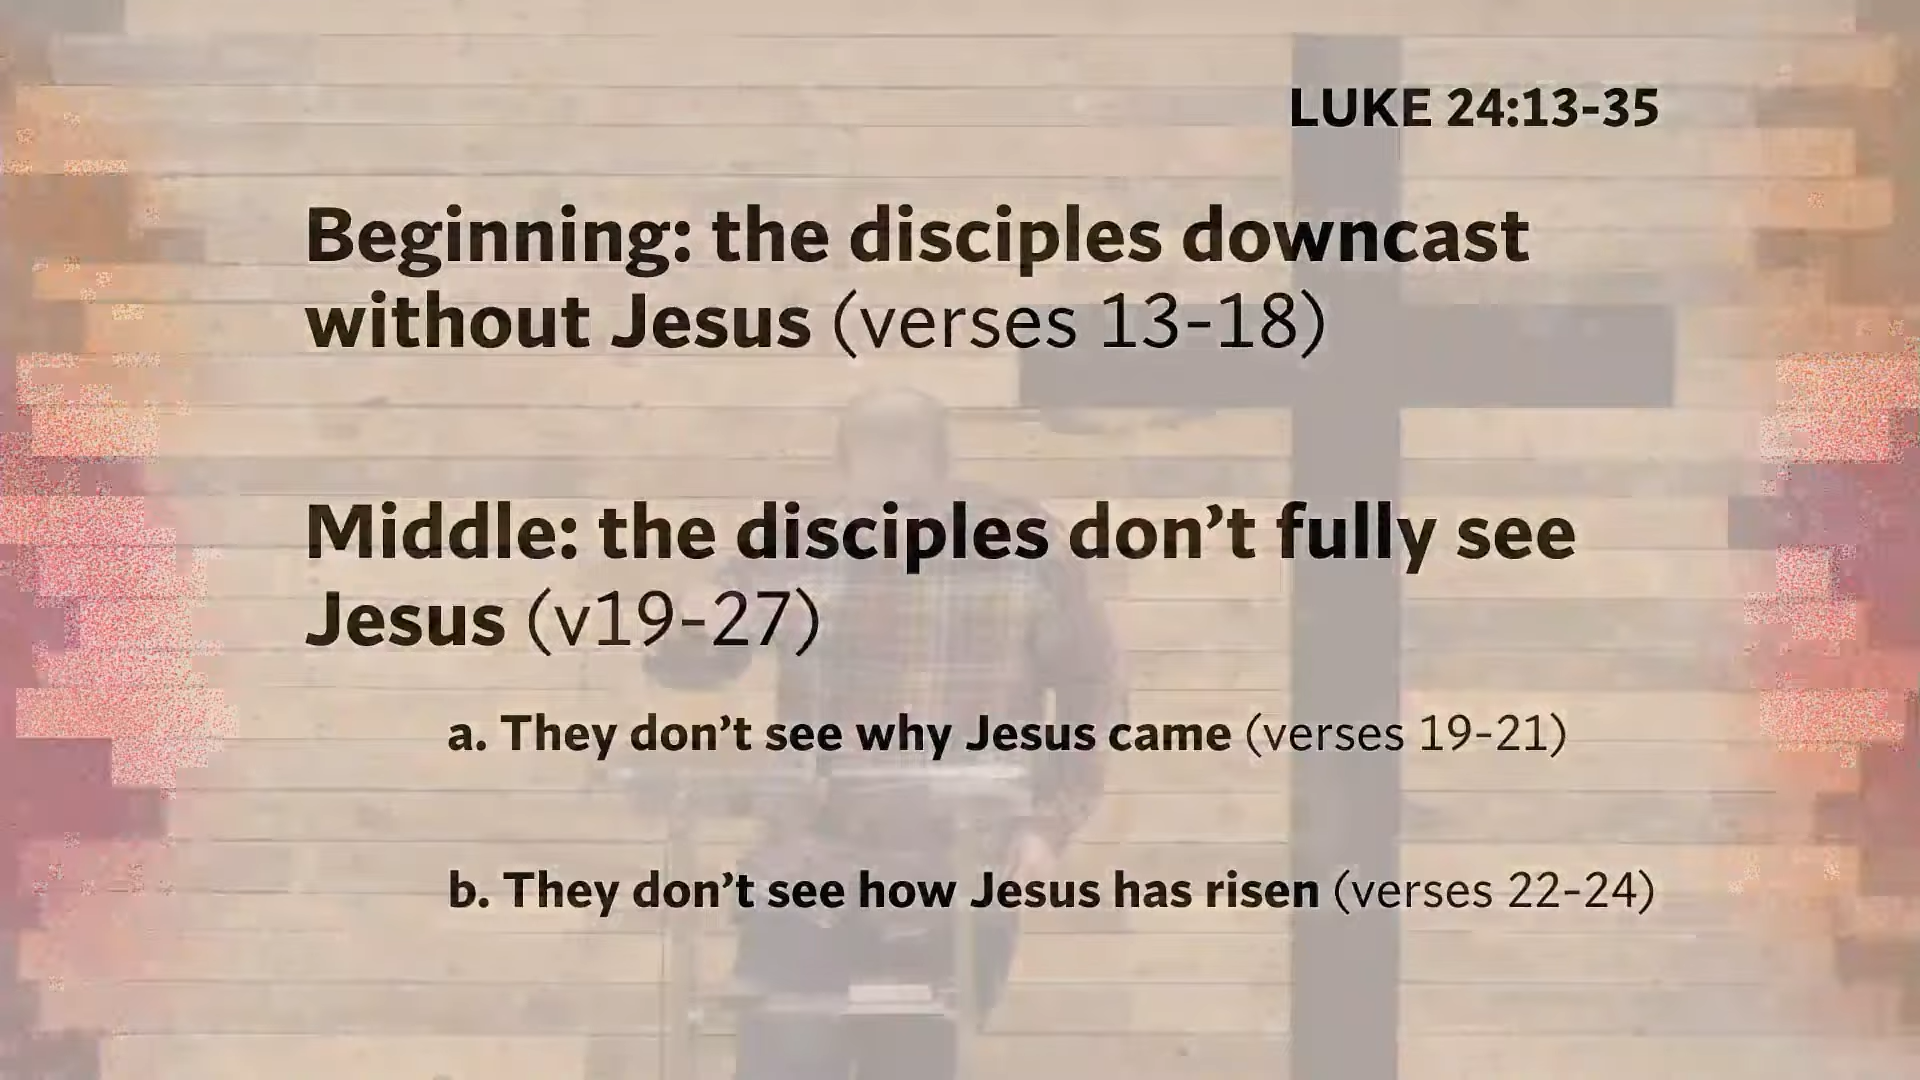 LUKE 24:13-35
Beginning: the disciples downcast
without Jesus (verses 13-18)
Middle: the disciples don’t fully see
Jesus (v19-27)
a. They don’t see why Jesus came (verses 19-21)
b. They don’t see how Jesus has risen (verses 22-24)